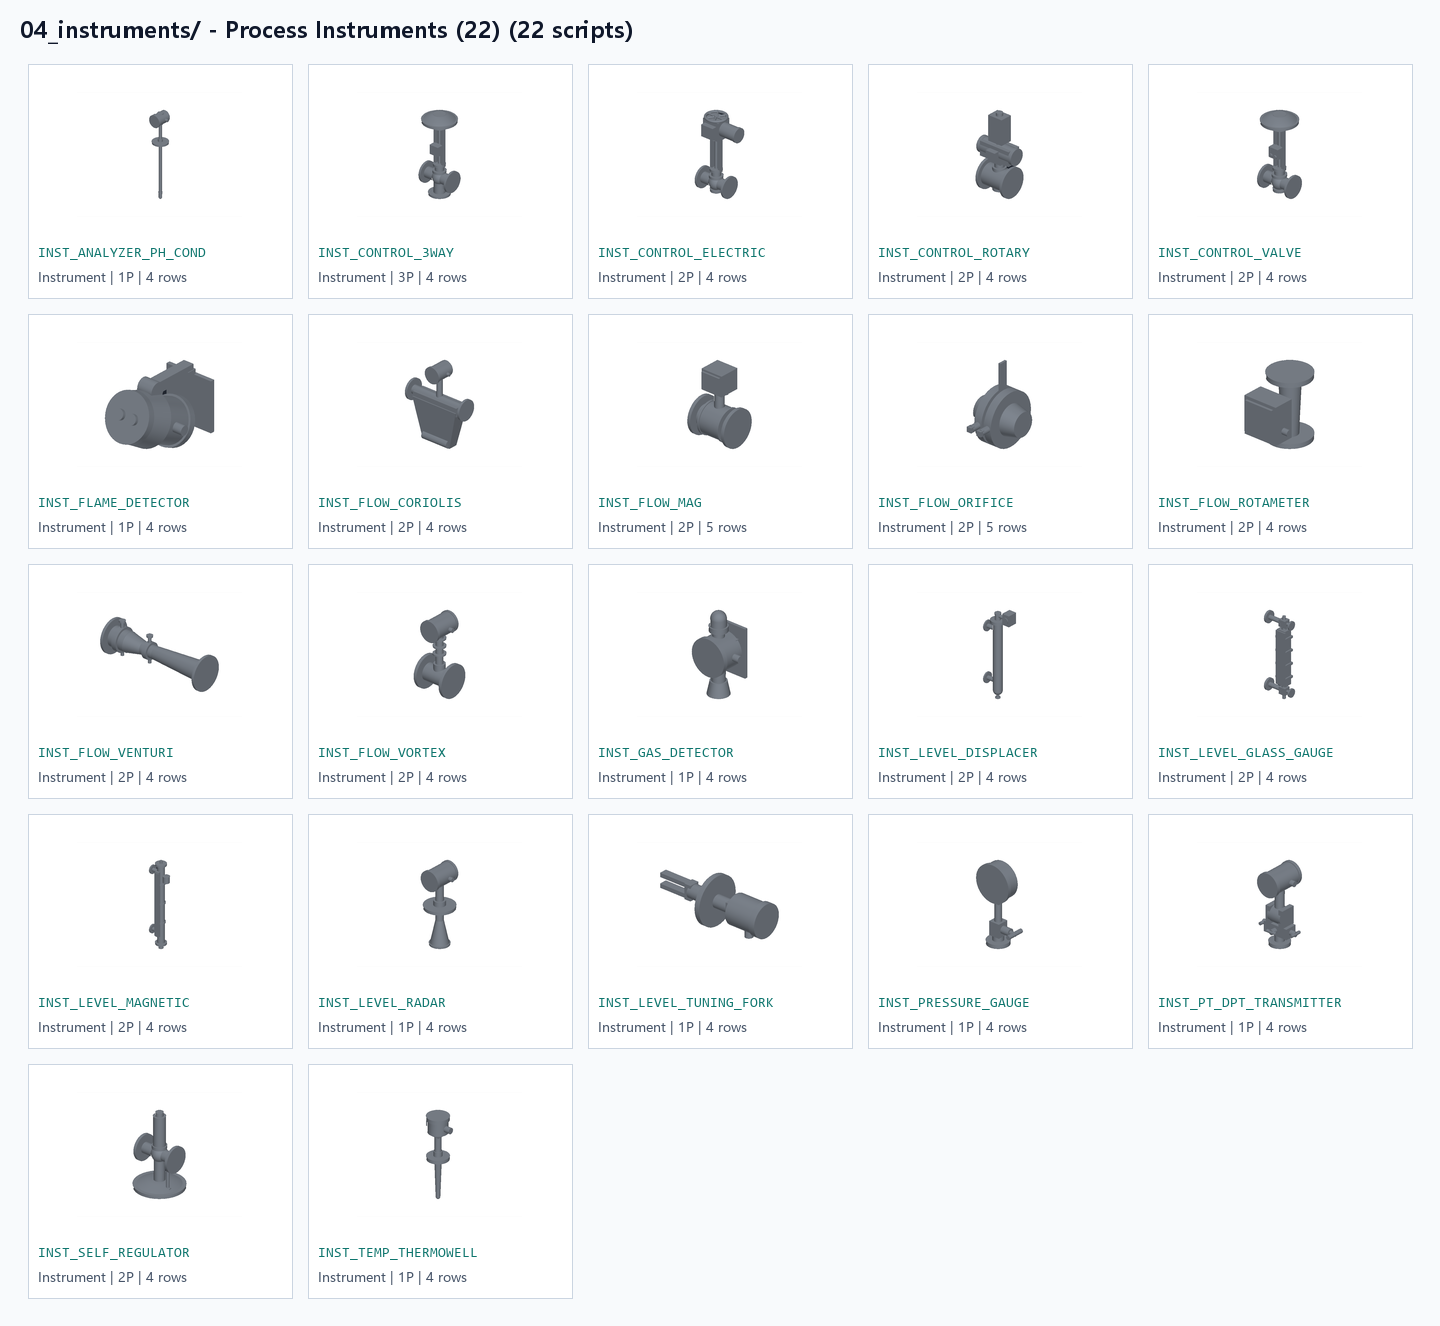 04_instruments/ - Process Instruments (22) (22 scripts)
INST_ANALYZER_PH_COND
Instrument | 1P | 4 rows
INST_CONTROL_3WAY
Instrument | 3P | 4 rows
INST_CONTROL_ELECTRIC
Instrument | 2P | 4 rows
INST_CONTROL_ROTARY
Instrument | 2P | 4 rows
INST_CONTROL_VALVE
Instrument | 2P | 4 rows
INST_FLAME_DETECTOR
Instrument | 1P | 4 rows
INST_FLOW_CORIOLIS
Instrument | 2P | 4 rows
INST_FLOW_MAG
Instrument | 2P | 5 rows
INST_FLOW_ORIFICE
Instrument | 2P | 5 rows
INST_FLOW_ROTAMETER
Instrument | 2P | 4 rows
INST_FLOW_VENTURI
Instrument | 2P | 4 rows
INST_FLOW_VORTEX
Instrument | 2P | 4 rows
INST_GAS_DETECTOR
Instrument | 1P | 4 rows
INST_LEVEL_DISPLACER
Instrument | 2P | 4 rows
INST_LEVEL_GLASS_GAUGE
Instrument | 2P | 4 rows
INST_LEVEL_MAGNETIC
Instrument | 2P | 4 rows
INST_LEVEL_RADAR
Instrument | 1P | 4 rows
INST_LEVEL_TUNING_FORK
Instrument | 1P | 4 rows
INST_PRESSURE_GAUGE
Instrument | 1P | 4 rows
INST_PT_DPT_TRANSMITTER
Instrument | 1P | 4 rows
INST_SELF_REGULATOR
Instrument | 2P | 4 rows
INST_TEMP_THERMOWELL
Instrument | 1P | 4 rows